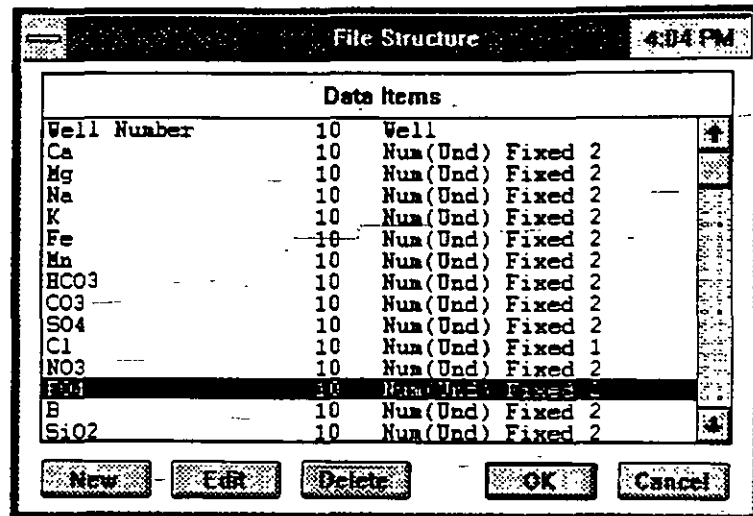 File Structure 4:04 PM
Data Items
Well Number 10 Well
Ca 10 Num(Und) Fixed 2
Mg 10 Num(Und) Fixed 2
Na 10 Num(Und) Fixed 2
K 10 Num(Und) Fixed 2
Fe 10 Num(Und) Fixed 2
Mn 10 Num(Und) Fixed 2
HCO3 10 Num(Und) Fixed 2
CO3 10 Num(Und) Fixed 2
SO4 10 Num(Und) Fixed 2
Cl 10 Num(Und) Fixed 1
NO3 10 Num(Und) Fixed 2
10 Num(Und) Fixed
B 10 Num(Und) Fixed 2
SiO2 10 Num(Und) Fixed 2
New Edit Delete OK Cancel